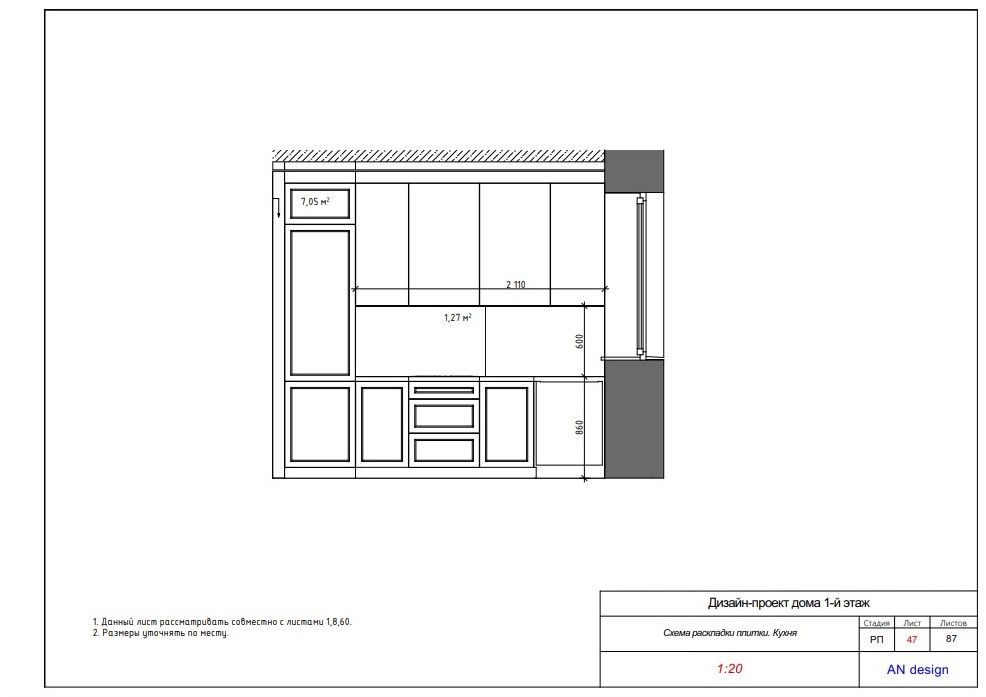 7,05 м²
2 110
1,27 м²
600
860
1. Данный лист рассматривать совместно с листами 1,8,60.
2. Размеры уточнять по месту.
Дизайн-проект дома 1-й этаж
Схема раскладки плитки. Кухня
Стадия Лист Листов
РП 47 87
1:20
AN design